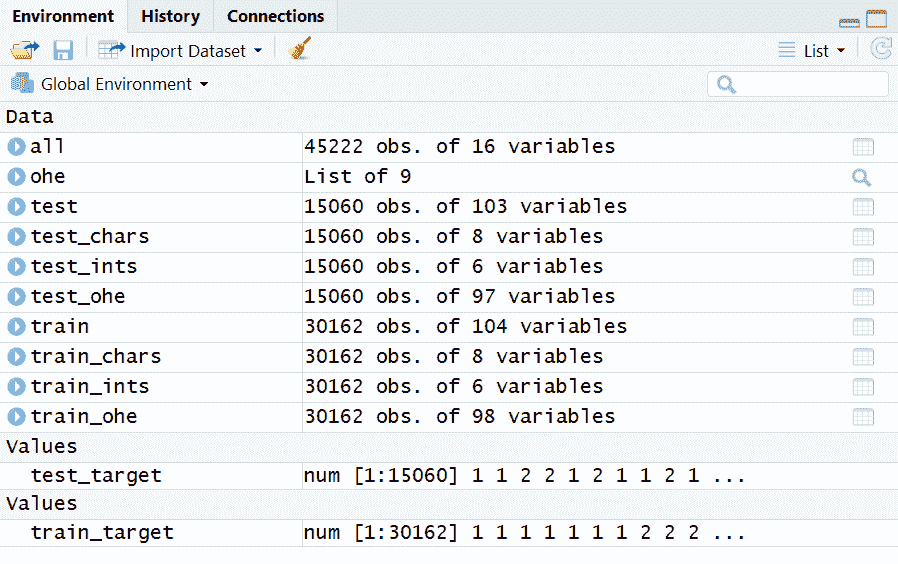 Environment History Connections
Import Dataset List
Global Environment
Data
all 45222 obs. of 16 variables
ohe List of 9
test 15060 obs. of 103 variables
test_chars 15060 obs. of 8 variables
test_ints 15060 obs. of 6 variables
test_ohe 15060 obs. of 97 variables
train 30162 obs. of 104 variables
train_chars 30162 obs. of 8 variables
train_ints 30162 obs. of 6 variables
train_ohe 30162 obs. of 98 variables
Values
test_target num [1:15060] 1 1 2 2 1 2 1 1 2 1 ...
Values
train_target num [1:30162] 1 1 1 1 1 1 1 2 2 2 ...